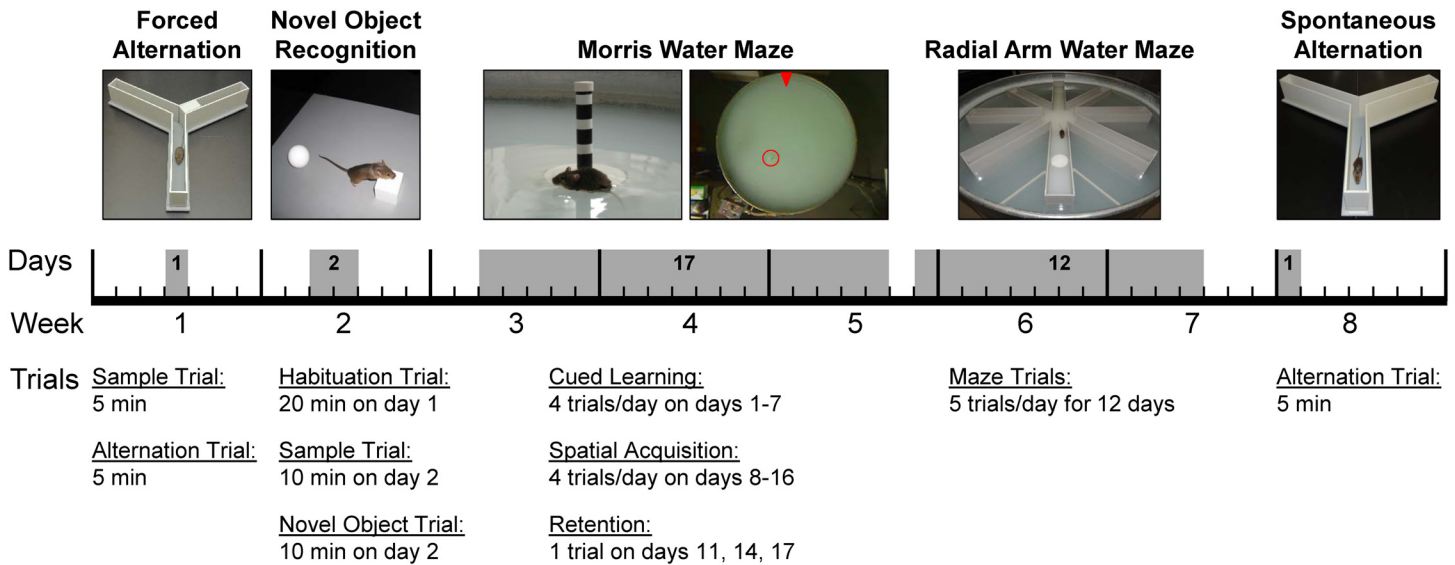 Forced
Alternation
Novel Object
Recognition
Morris Water Maze
Radial Arm Water Maze
Spontaneous
Alternation
Days
1
2
17
12
1
Week
1
2
3
4
5
6
7
8
Trials
Sample Trial:
5 min
Alternation Trial:
5 min
Habituation Trial:
20 min on day 1
Sample Trial:
10 min on day 2
Novel Object Trial:
10 min on day 2
Cued Learning:
4 trials/day on days 1-7
Spatial Acquisition:
4 trials/day on days 8-16
Retention:
1 trial on days 11, 14, 17
Maze Trials:
5 trials/day for 12 days
Alternation Trial:
5 min